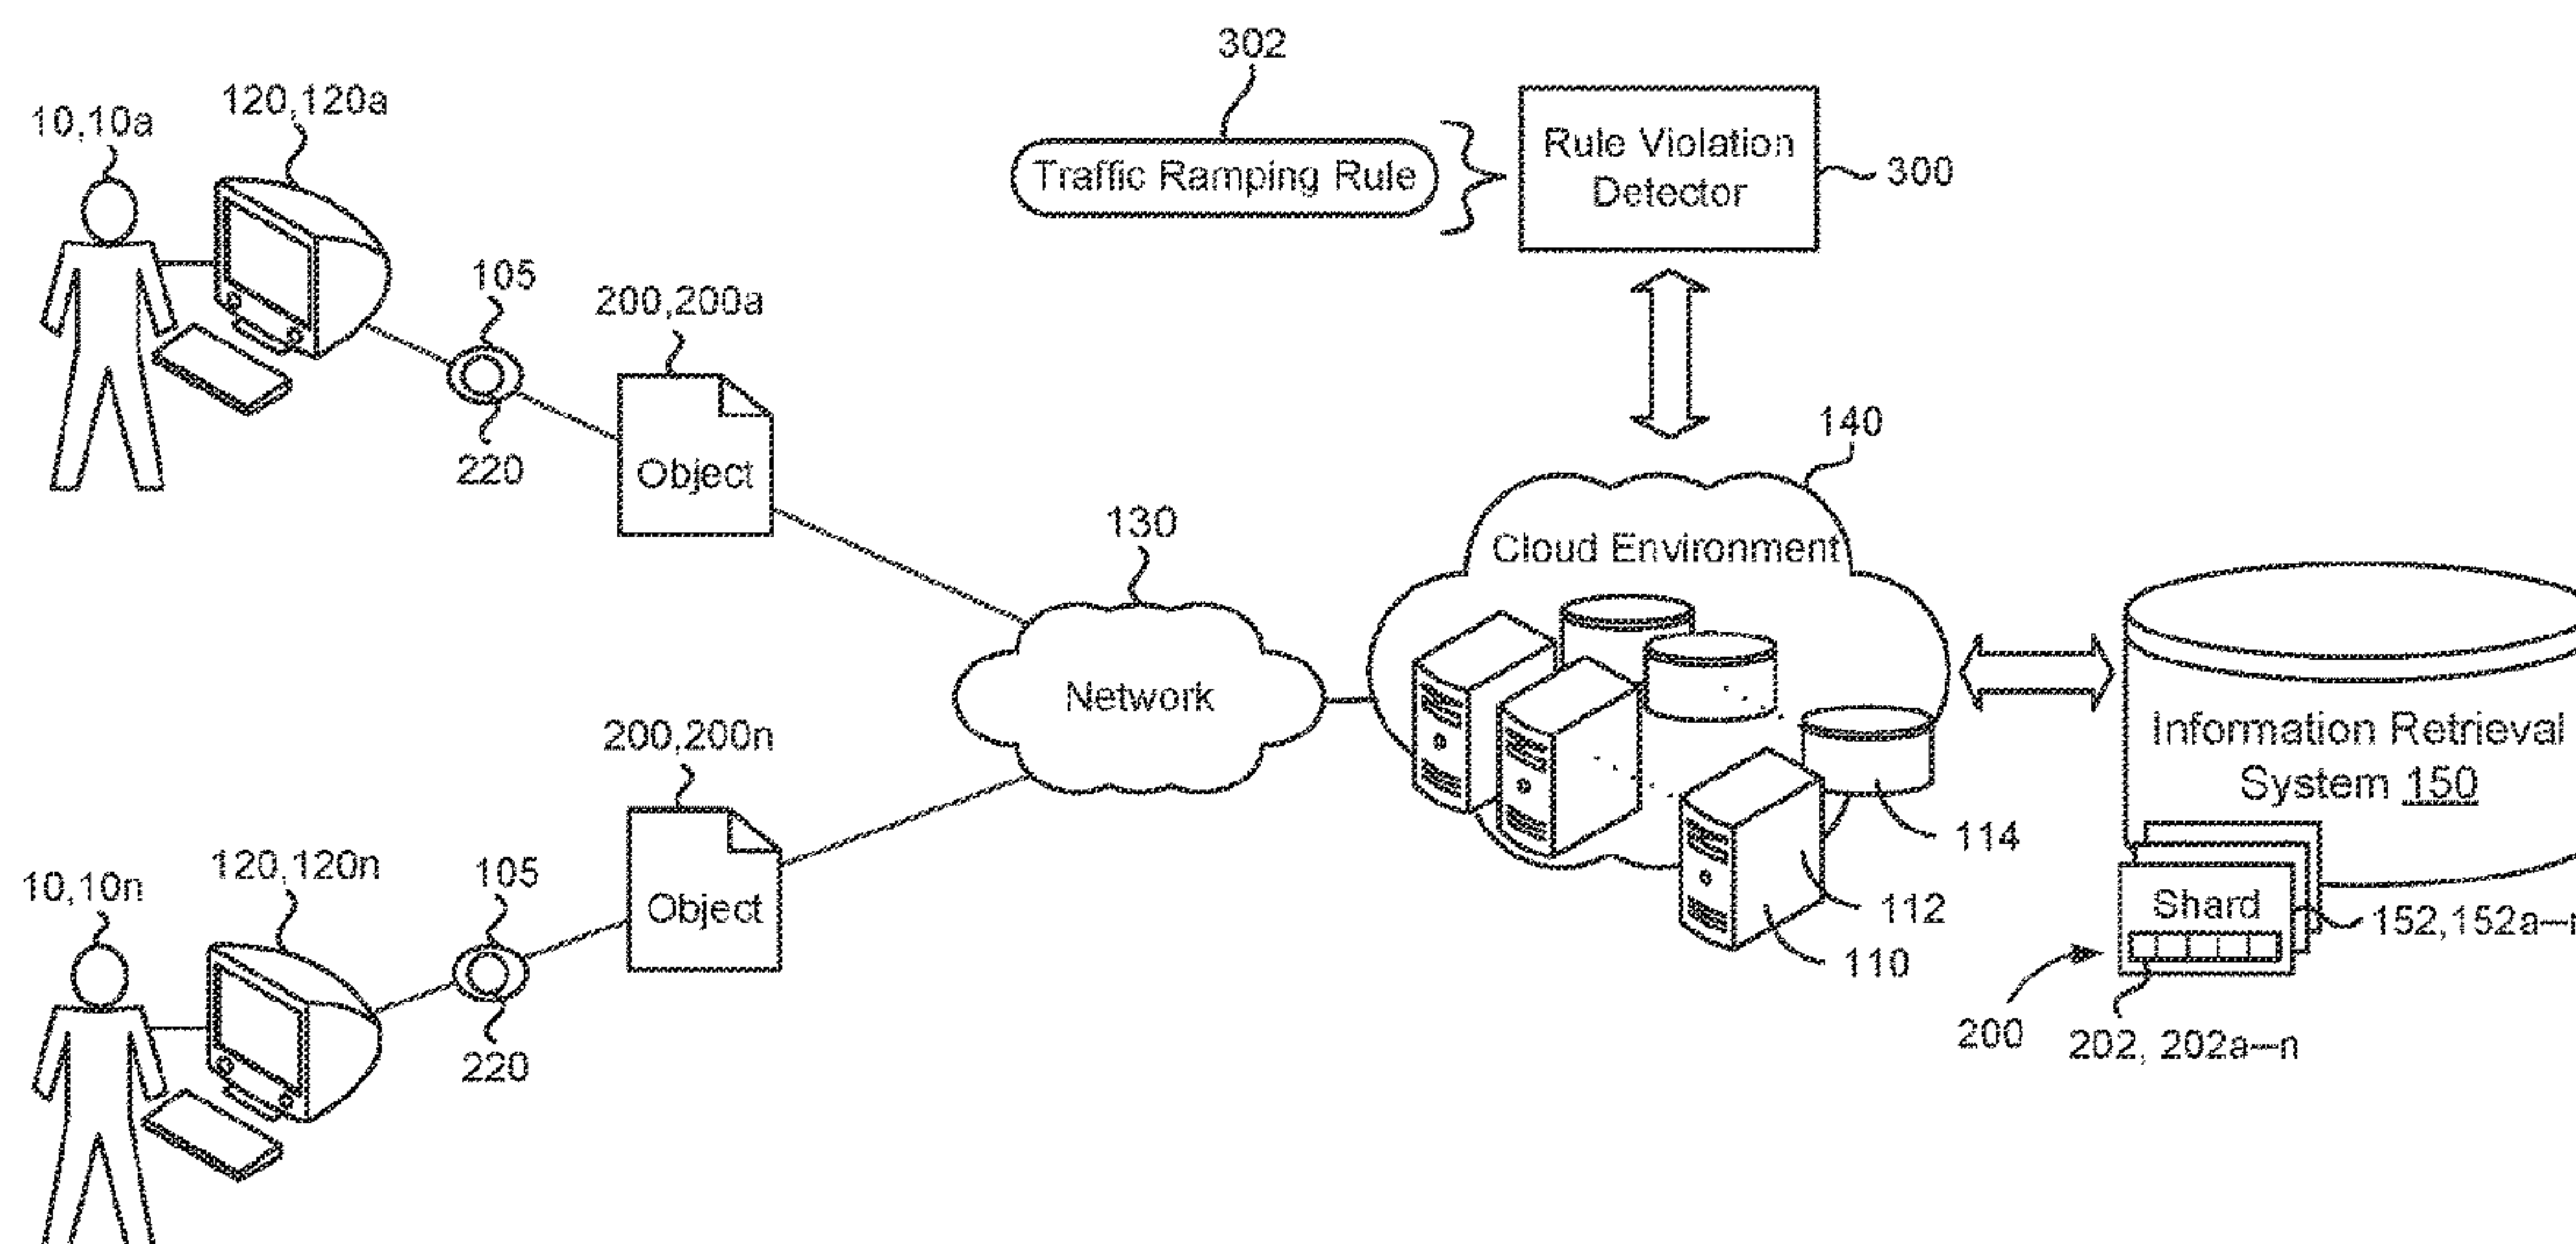 302
120,120a
10,10a
Traffic Ramping Rule
Rule Violation
Detector
300
105
200,200a
220
Object
140
130
Cloud Environment
Network
200,200n
Information Retrieval
System 150
114
10,10n
120,120n
105
Object
112
110
Shard
152,152a—n
200
202, 202a—n
220